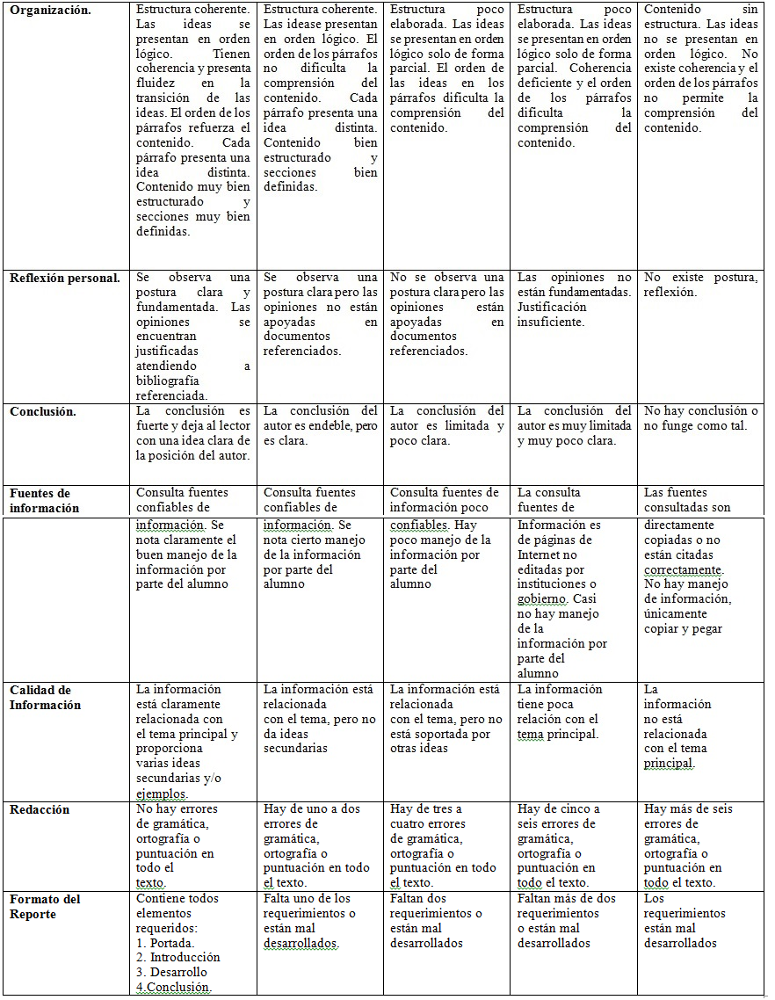 Organización.
Estructura coherente.
Las ideas se
presentan en orden
lógico. Tienen
coherencia y presenta
fluidez en la
transición de las
ideas. El orden de los
párrafos refuerza el
contenido. Cada
párrafo presenta una
idea distinta.
Contenido muy bien
estructurado y
secciones muy bien
definidas.
Estructura coherente.
Las idease presentan
en orden lógico. El
orden de los párrafos
no dificulta la
comprensión del
contenido. Cada
párrafo presenta una
idea distinta.
Contenido bien
estructurado y
secciones bien
definidas.
Estructura poco
elaborada. Las ideas
se presentan en orden
lógico solo de forma
parcial. El orden de
las ideas en los
párrafos dificulta la
comprensión del
contenido.
Estructura poco
elaborada. Las ideas
se presentan en orden
lógico solo de forma
parcial. Coherencia
deficiente y el orden
de los párrafos
dificulta la
comprensión del
contenido.
Contenido sin
estructura. Las ideas
no se presentan en
orden lógico. No
existe coherencia y el
orden de los párrafos
no permite la
comprensión del
contenido.
Reflexión personal.
Se observa una
postura clara y
fundamentada. Las
opiniones se
encuentran
justificadas
atendiendo a
bibliografía
referenciada.
Se observa una
postura clara pero las
opiniones no están
apoyadas en
documentos
referenciados.
No se observa una
postura clara pero las
opiniones están
apoyadas en
documentos
referenciados.
Las opiniones no
están fundamentadas.
Justificación
insuficiente.
No existe postura,
reflexión.
Conclusión.
La conclusión es
fuerte y deja al lector
con una idea clara de
la posición del autor.
La conclusión del
autor es endeble, pero
es clara.
La conclusión del
autor es limitada y
poco clara.
La conclusión del
autor es muy limitada
y muy poco clara.
No hay conclusión o
no funge como tal.
Fuentes de
información
Consulta fuentes
confiables de
información. Se
nota claramente el
buen manejo de la
información por
parte del alumno
Consulta fuentes
confiables de
información. Se
nota cierto manejo
de la información
por parte del
alumno
Consulta fuentes de
información poco
confiables. Hay
poco manejo de la
información por
parte del
alumno
La consulta
fuentes de
Información es
de páginas de
Internet no
editadas por
instituciones o
gobierno. Casi
no hay manejo
de la
información por
parte del
alumno
Las fuentes
consultadas son
directamente
copiadas o no
están citadas
correctamente.
No hay manejo
de información,
únicamente
copiar y pegar
Calidad de
Información
La información
está claramente
relacionada con
el tema principal y
proporciona
varias ideas
secundarias y/o
ejemplos.
La información está
relacionada
con el tema, pero no
da ideas
secundarias
La información está
relacionada
con el tema, pero no
está soportada por
otras ideas
La información
tiene poca
relación con el
tema principal.
La
información
no está
relacionada
con el tema
principal.
Redacción
No hay errores
de gramática,
ortografía o
puntuación en
todo el
texto.
Hay de uno a dos
errores de
gramática,
ortografía o
puntuación en todo
el texto.
Hay de tres a
cuatro errores
de gramática,
ortografía o
puntuación en todo
el texto.
Hay de cinco a
seis errores de
gramática,
ortografía o
puntuación en
todo el texto.
Hay más de seis
errores de
gramática,
ortografía o
puntuación en
todo el texto.
Formato del
Reporte
Contiene todos
elementos
requeridos:
1. Portada.
2. Introducción
3. Desarrollo
4.Conclusión.
Falta uno de los
requerimientos o
están mal
desarrollados.
Faltan dos
requerimientos o
están mal
desarrollados
Faltan más de dos
requerimientos
o están mal
desarrollados
Los
requerimientos
están mal
desarrollados